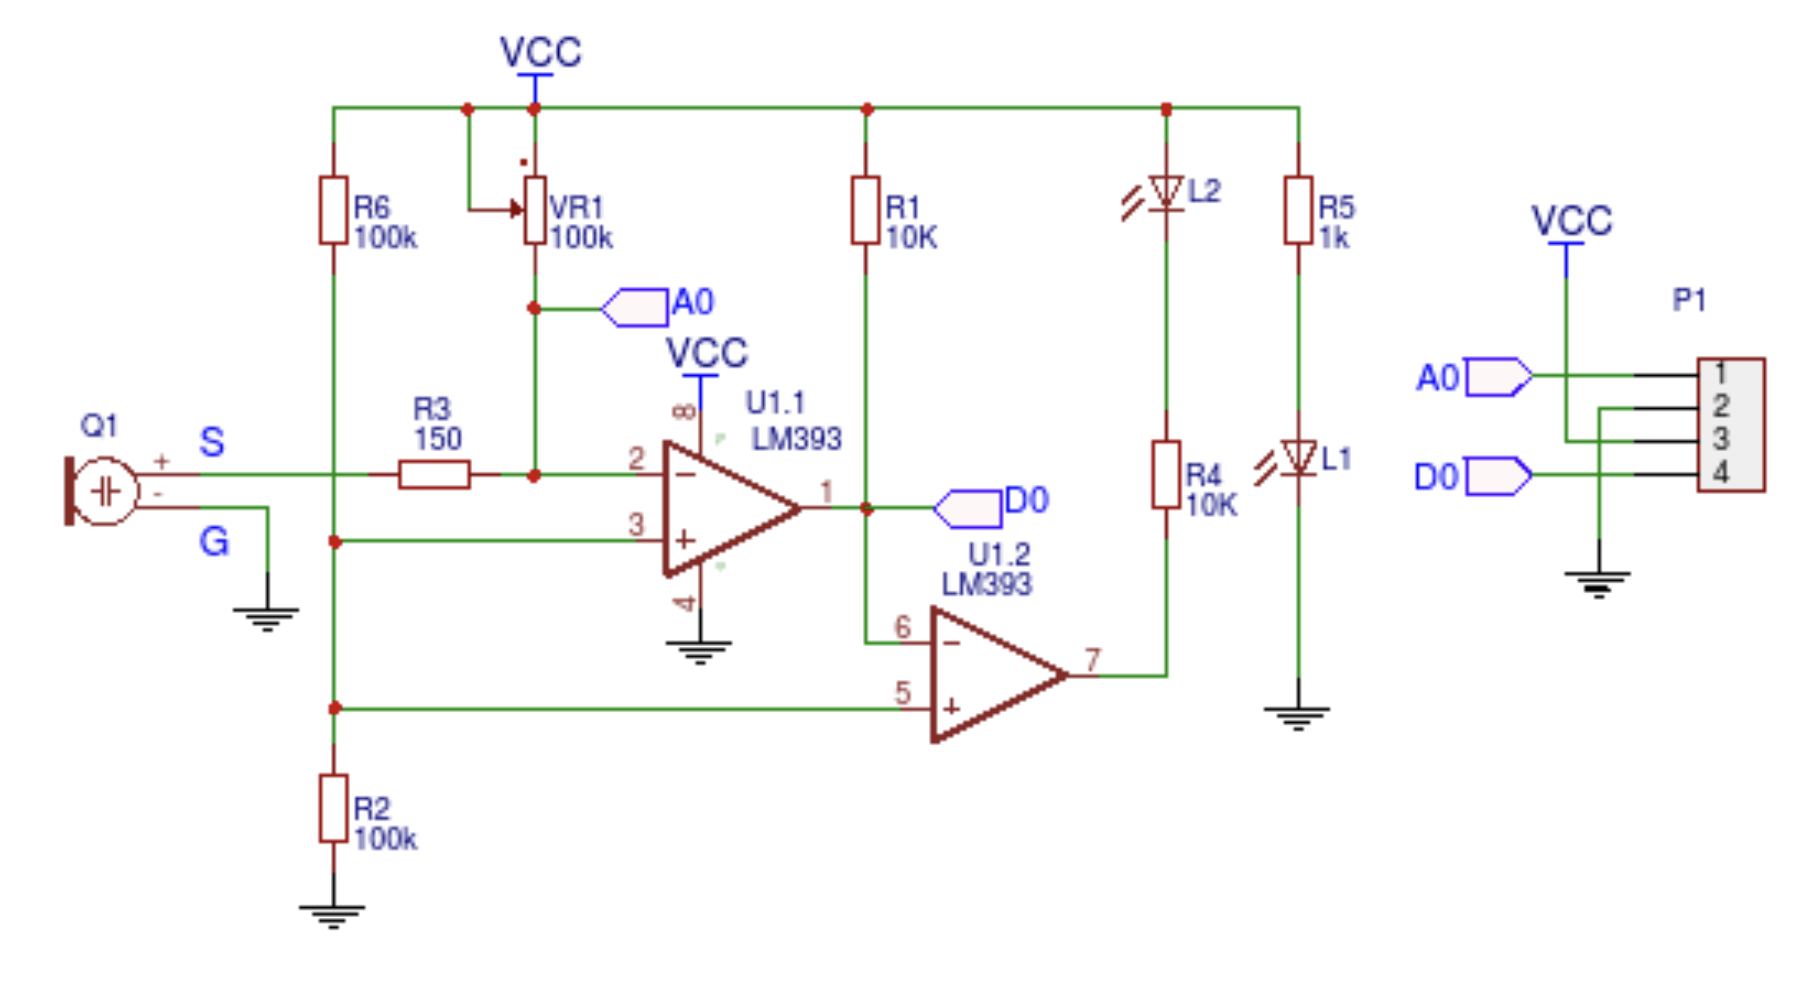 VCC
R6
100k
VR1
100k
R1
10K
L2
R5
1k
VCC
P1
A0
VCC
A0
1
2
3
4
D0
Q1
S
+
-
G
R3
150
8
U1.1
LM393
2
-
3
+
1
4
D0
U1.2
LM393
6
-
5
+
7
R4
10K
L1
R2
100k